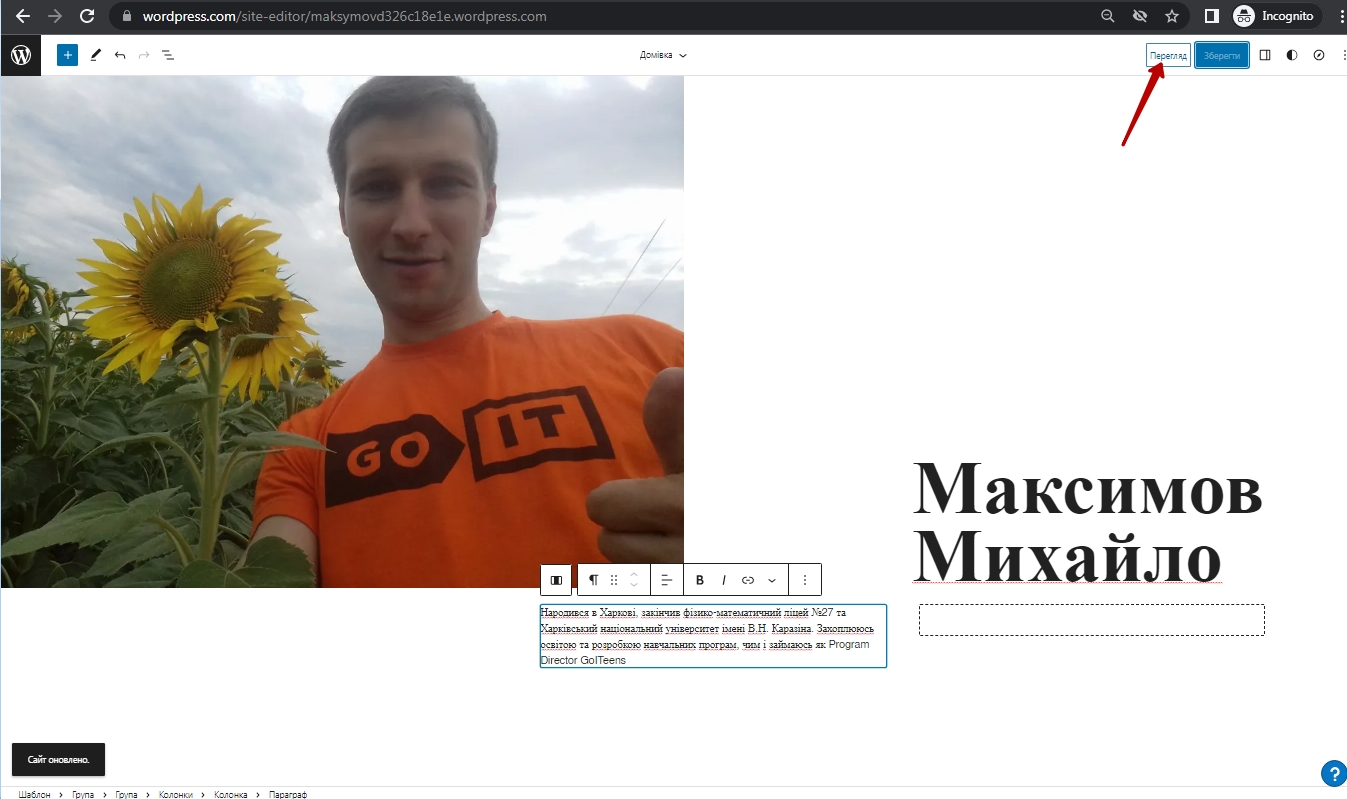 wordpress.com/site-editor/maksymovd326c18e1e.wordpress.com
Incognito
Домівка
Перегляд
Зберегти
GO IT
Максимов
Михайло
B I
Народився в Харкові, закінчив фізико-математичний ліцей №27 та
Харківський національний університет імені В.Н. Каразіна. Захоплююсь
освітою та розробкою навчальних програм, чим і займаюсь як Program
Director GoITeens
Сайт оновлено.
?
Шаблон > Група > Група > Колонки > Колонка > Параграф